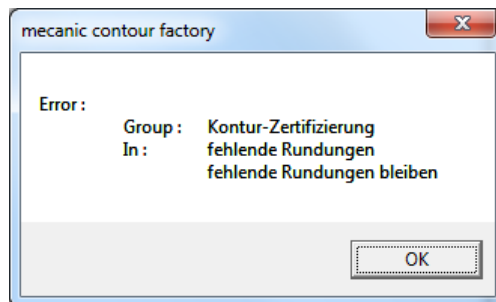 mecanic contour factory
Error :
Group : Kontur-Zertifizierung
In : fehlende Rundungen
fehlende Rundungen bleiben
OK